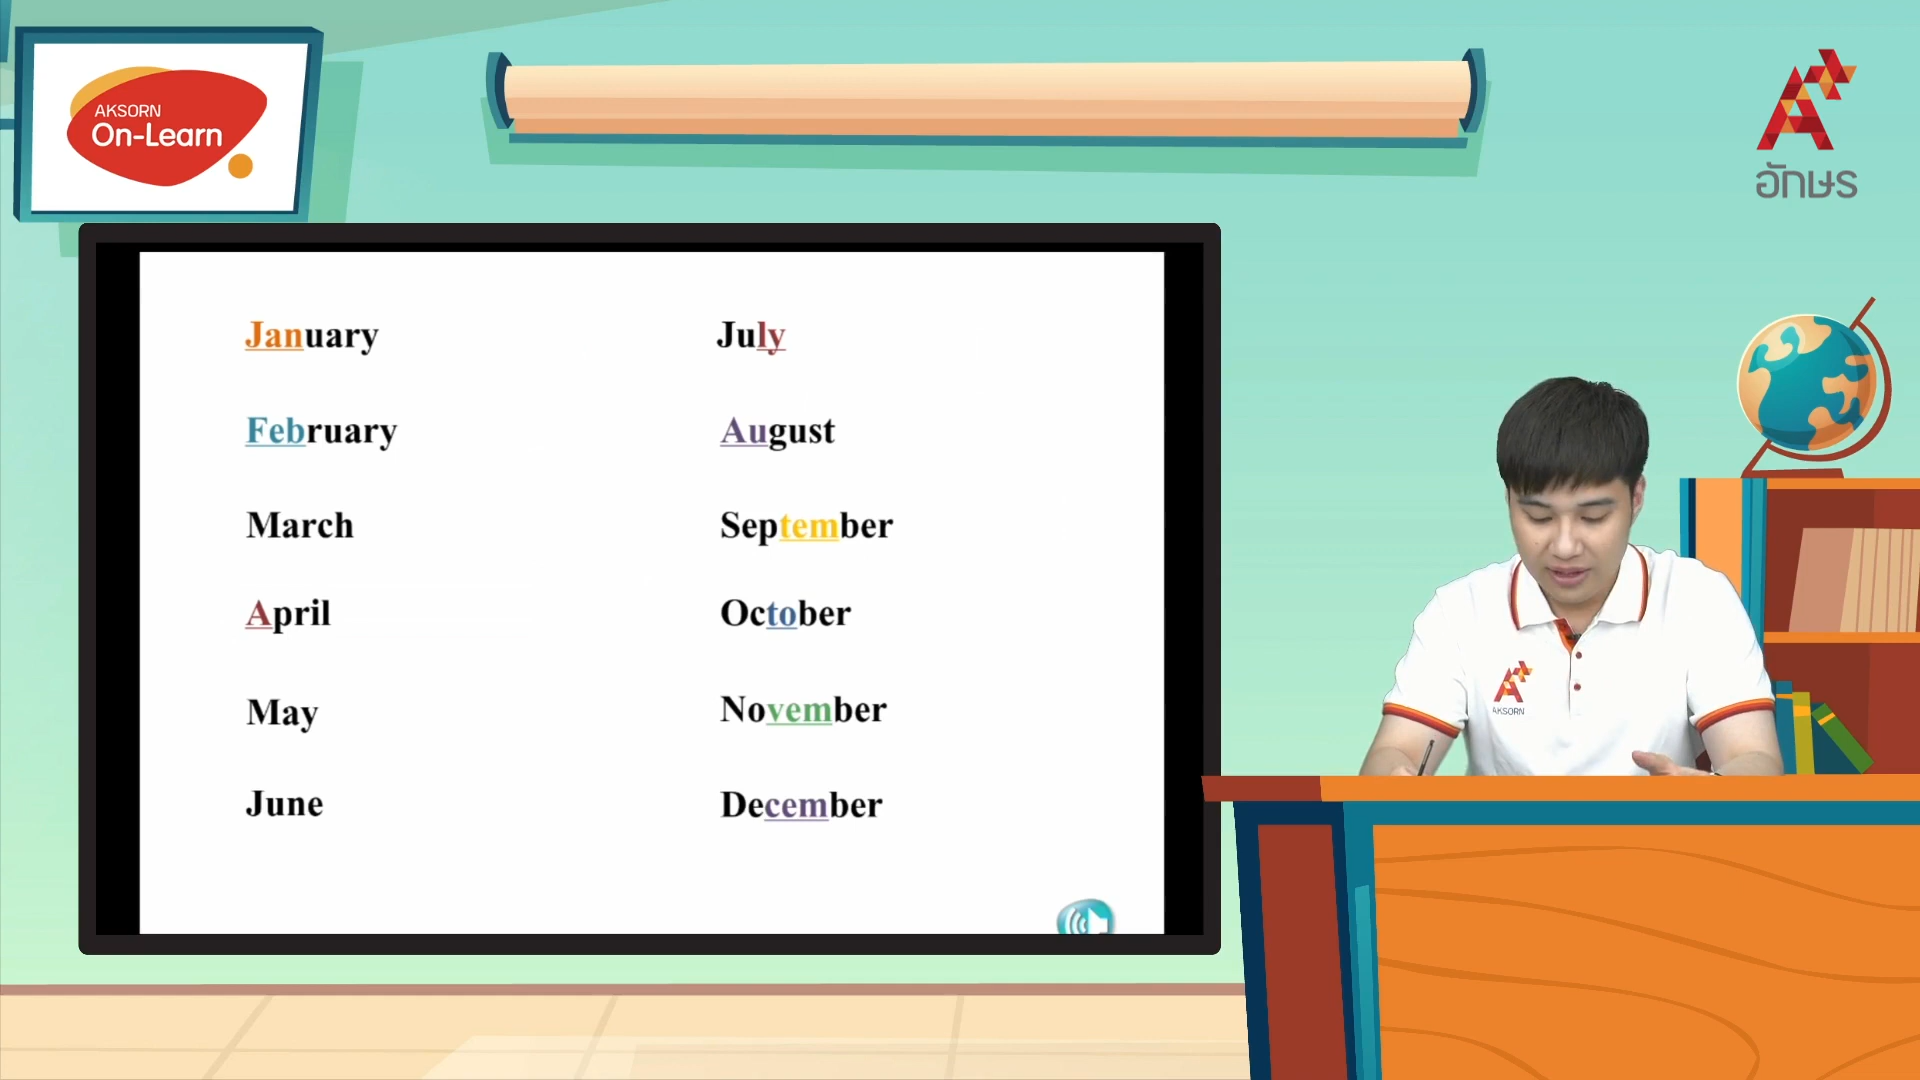 AKSORN
On-Learn
อักษร
January
February
March
April
May
June
July
August
September
October
November
December
AKSORN